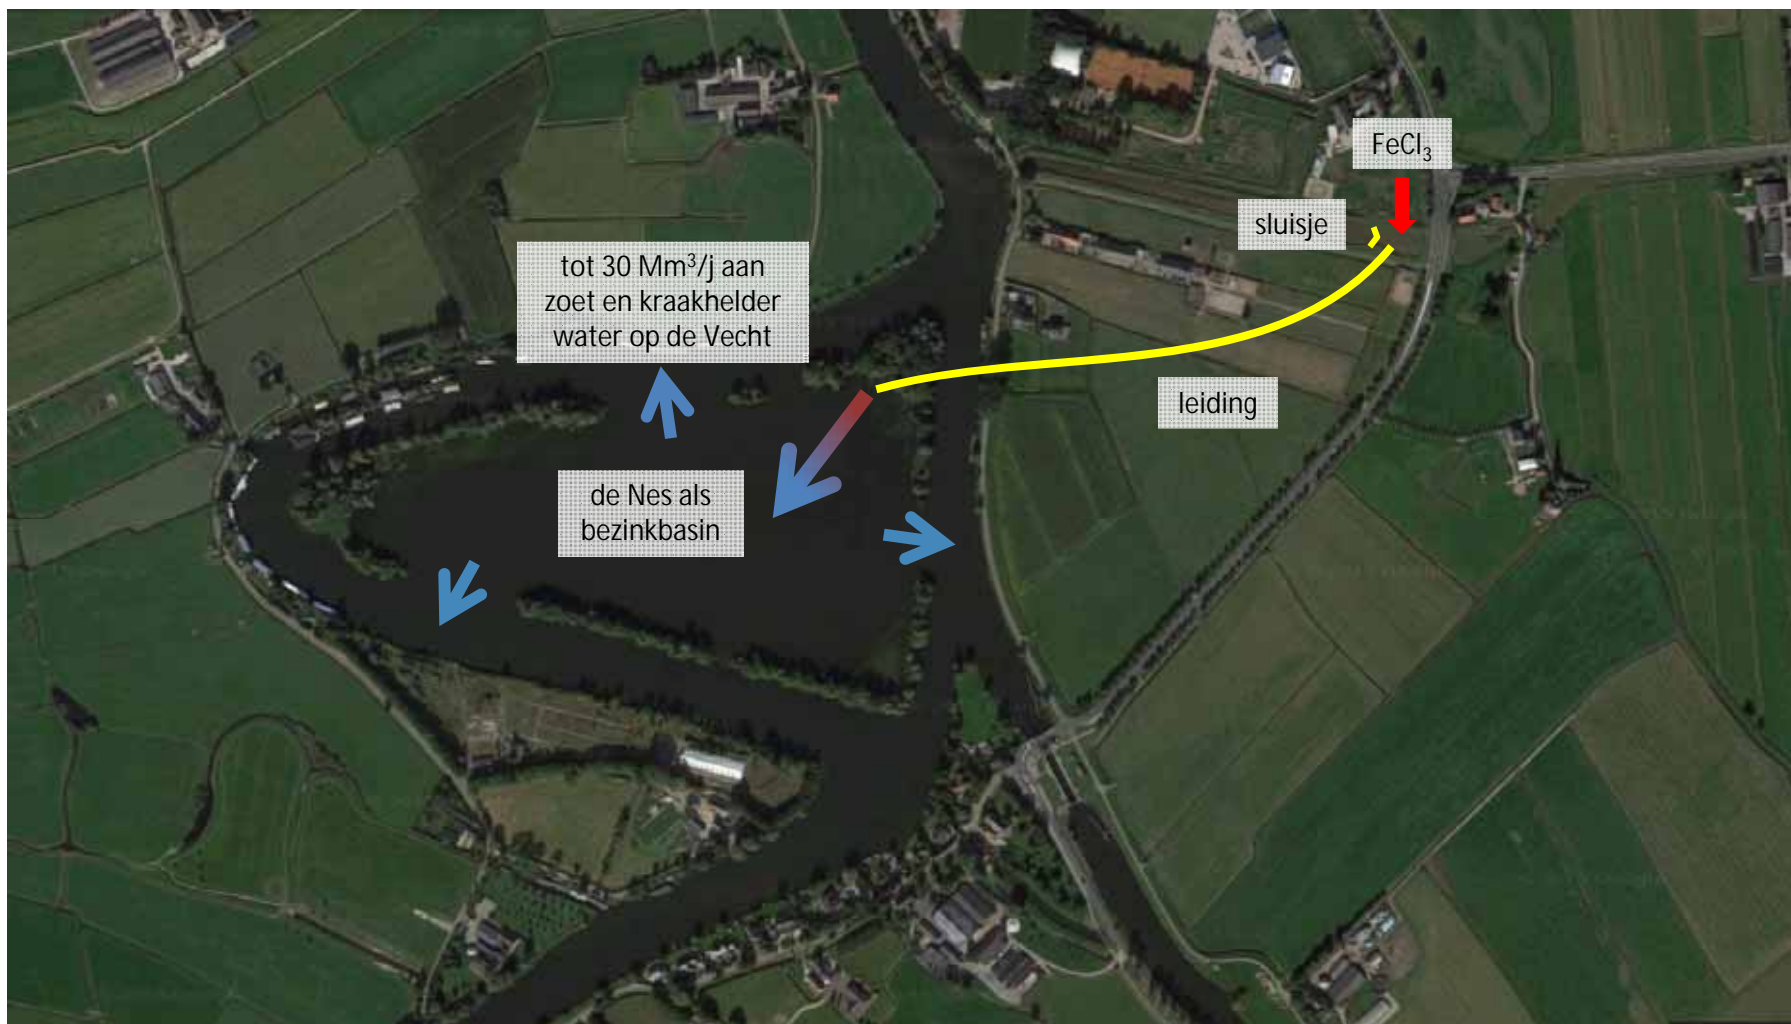 FeCl₃
sluisje
tot 30 Mm³/j aan
zoet en kraakhelder
water op de Vecht
leiding
de Nes als
bezinkbasin